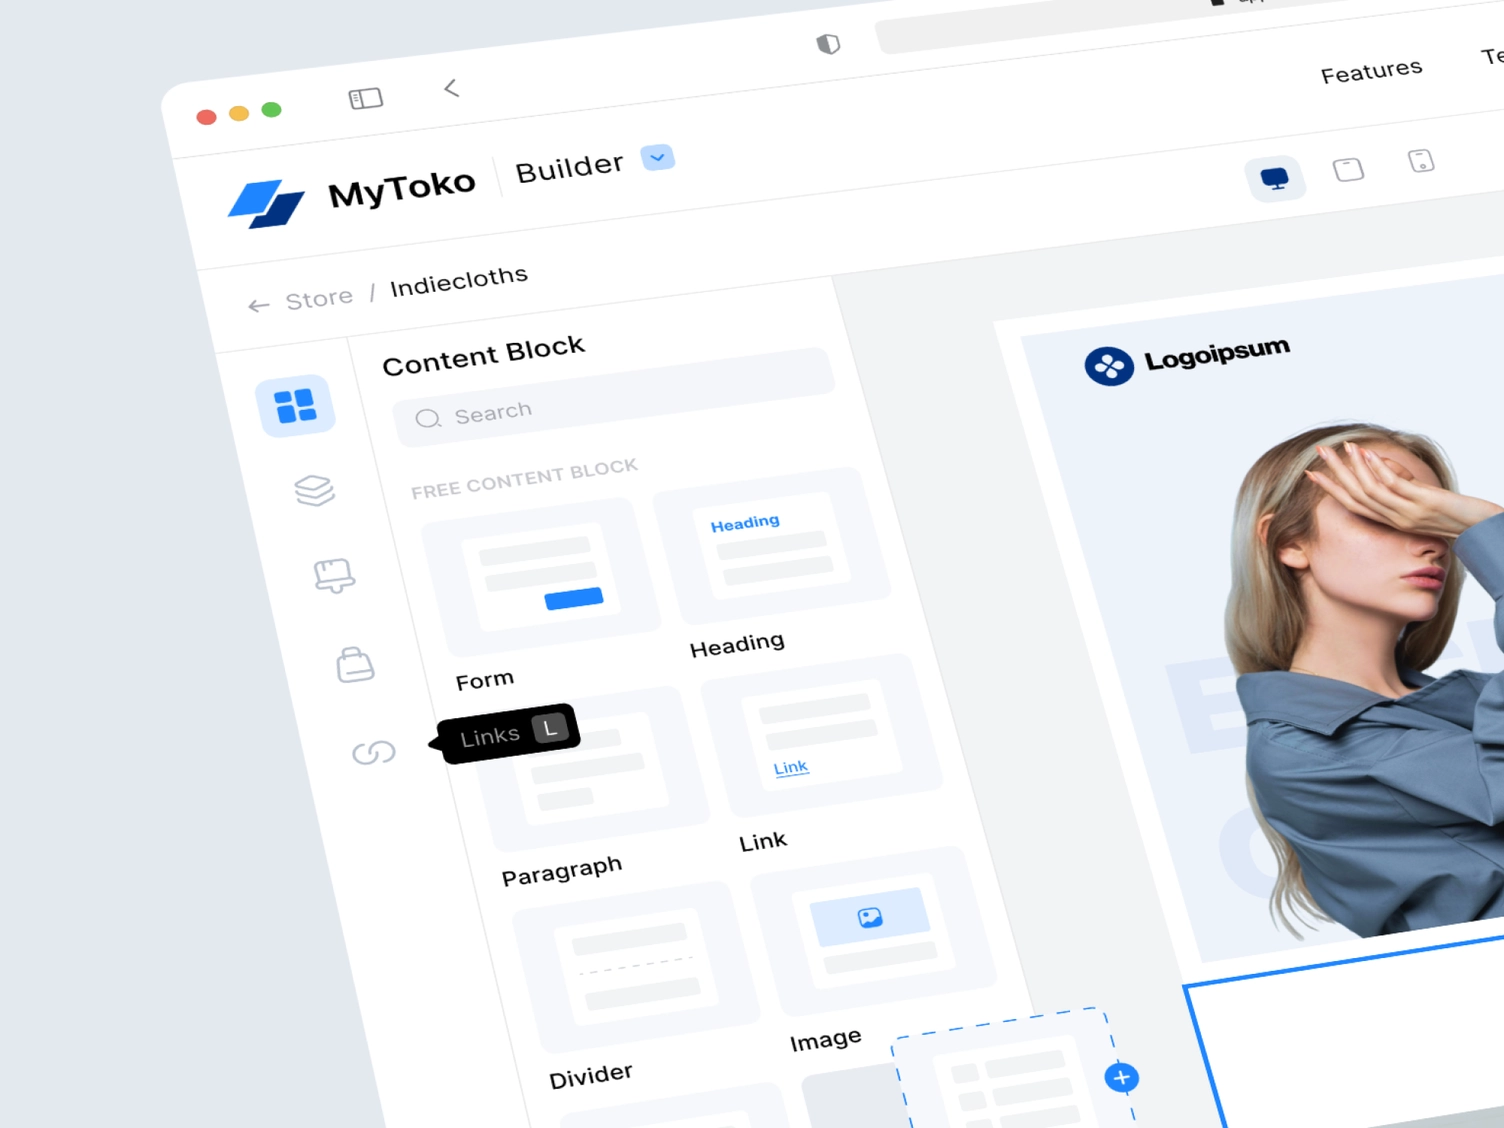 Features
MyToko
Builder
Store / Indiecloths
Content Block
Search
FREE CONTENT BLOCK
Heading
Form
Heading
Links L
Link
Paragraph
Link
Divider
Image
Logoipsum